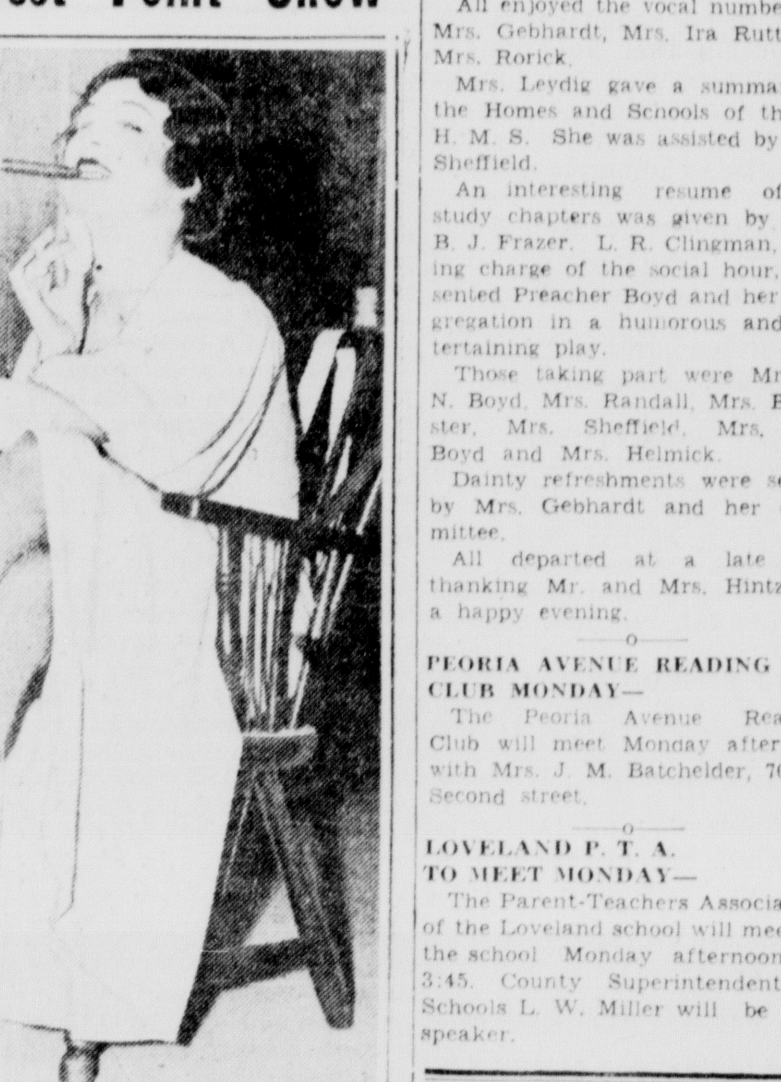 Point Show
All enjoyed the vocal numbe
Mrs. Gebhardt, Mrs. Ira Rutt
Mrs. Rorick.
Mrs. Leydig gave a summa
the Homes and Scnools of th
H. M. S. She was assisted by
Sheffield.
An interesting resume of
study chapters was given by
B. J. Frazer. L. R. Clingman,
ing charge of the social hour,
sented Preacher Boyd and her
gregation in a humorous and
tertaining play.
Those taking part were Mr
N. Boyd, Mrs. Randall, Mrs.
ster, Mrs. Sheffield, Mrs.
Boyd and Mrs. Helmick.
Dainty refreshments were se
by Mrs. Gebhardt and her
mittee.
All departed at a late
thanking Mr. and Mrs. Hintz
a happy evening.
PEORIA AVENUE READING
CLUB MONDAY—
The Peoria Avenue Rea
Club will meet Monday after
with Mrs. J. M. Batchelder, 70
Second street.
LOVELAND P. T. A.
TO MEET MONDAY—
The Parent-Teachers Associa
of the Loveland school will mee
the school Monday afternoon
3:45. County Superintendent
Schools L. W. Miller will be
speaker.